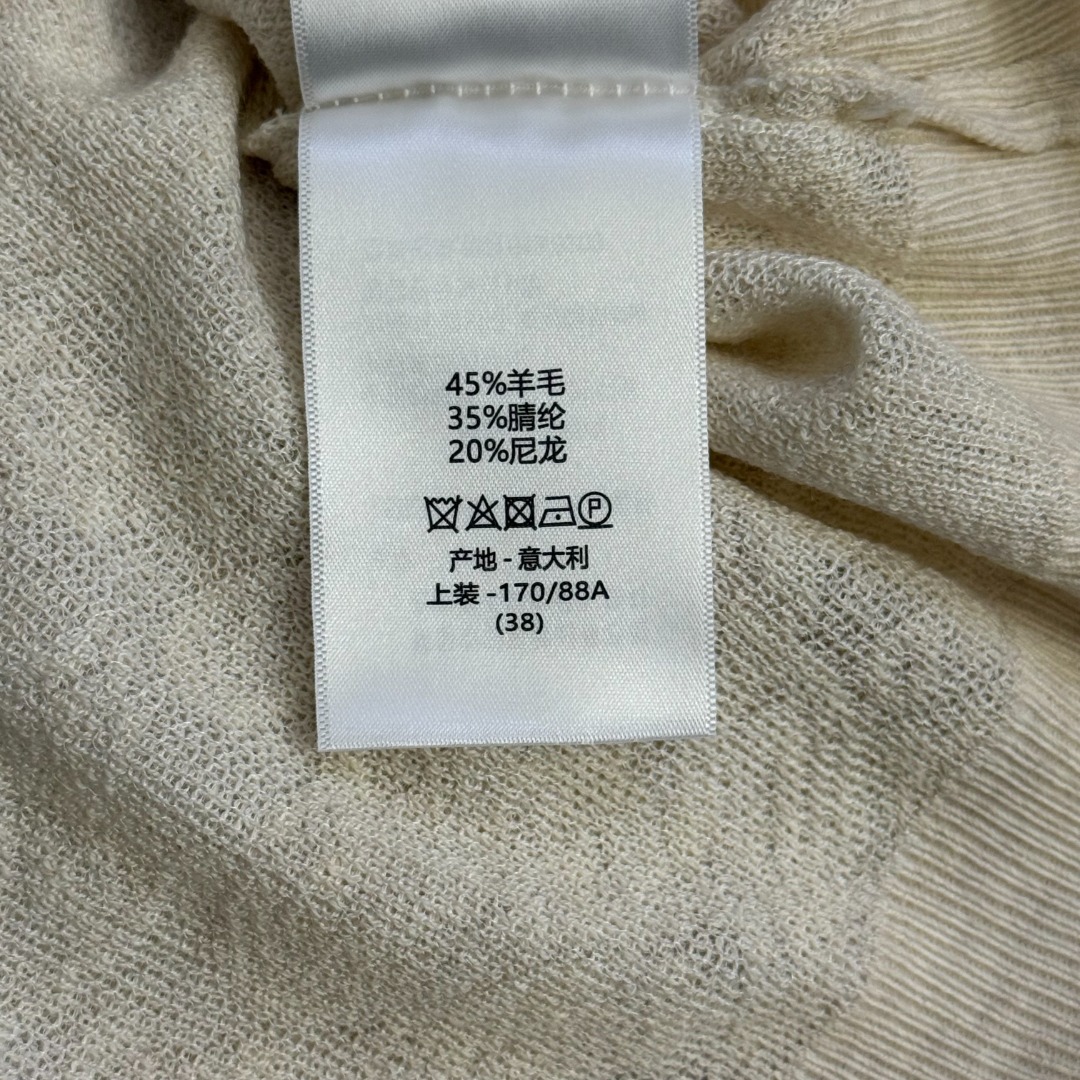 45%羊毛
35%腈纶
20%尼龙
P
产地 - 意大利
上装 -170/88A
(38)